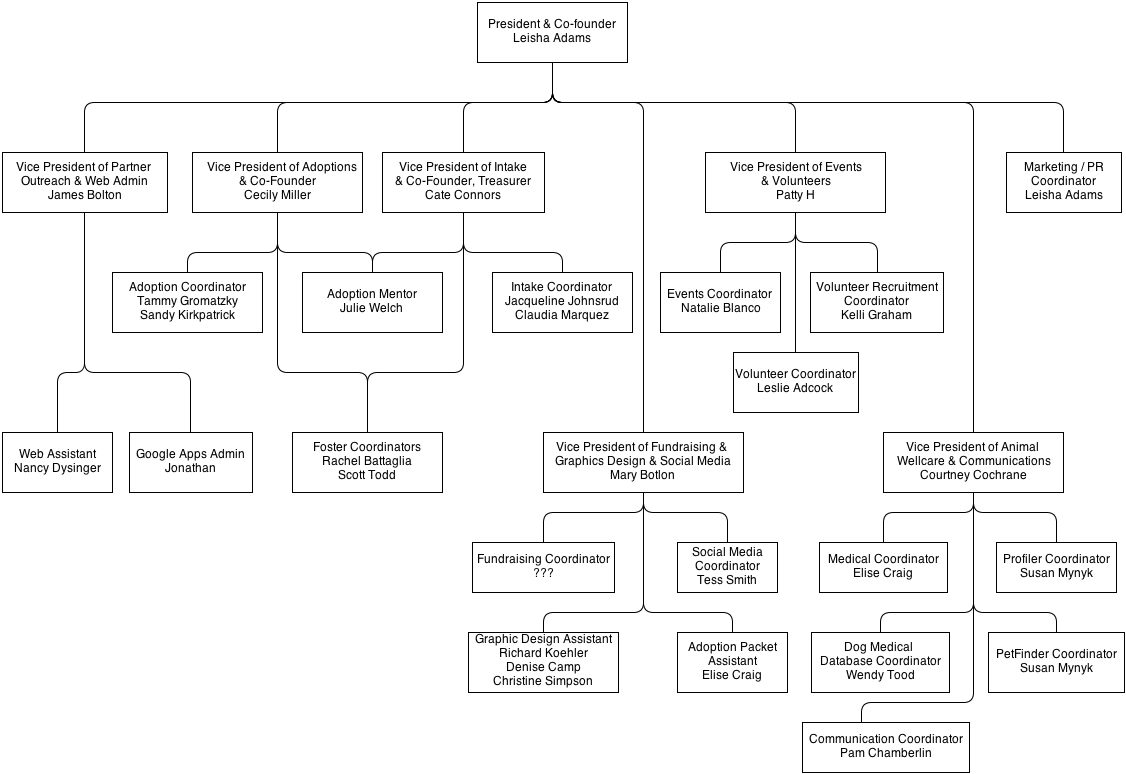 President & Co-founder
Leisha Adams
Vice President of Partner
Outreach & Web Admin
James Bolton
Vice President of Adoptions
& Co-Founder
Cecily Miller
Vice President of Intake
& Co-Founder, Treasurer
Cate Connors
Vice President of Events
& Volunteers
Patty H
Marketing / PR
Coordinator
Leisha Adams
Adoption Coordinator
Tammy Gromatzky
Sandy Kirkpatrick
Adoption Mentor
Julie Welch
Intake Coordinator
Jacqueline Johnsrud
Claudia Marquez
Events Coordinator
Natalie Blanco
Volunteer Recruitment
Coordinator
Kelli Graham
Volunteer Coordinator
Leslie Adcock
Web Assistant
Nancy Dysinger
Google Apps Admin
Jonathan
Foster Coordinators
Rachel Battaglia
Scott Todd
Vice President of Fundraising &
Graphics Design & Social Media
Mary Botlon
Vice President of Animal
Wellcare & Communications
Courtney Cochrane
Fundraising Coordinator
???
Social Media
Coordinator
Tess Smith
Medical Coordinator
Elise Craig
Profiler Coordinator
Susan Mynyk
Graphic Design Assistant
Richard Koehler
Denise Camp
Christine Simpson
Adoption Packet
Assistant
Elise Craig
Dog Medical
Database Coordinator
Wendy Tood
PetFinder Coordinator
Susan Mynyk
Communication Coordinator
Pam Chamberlin